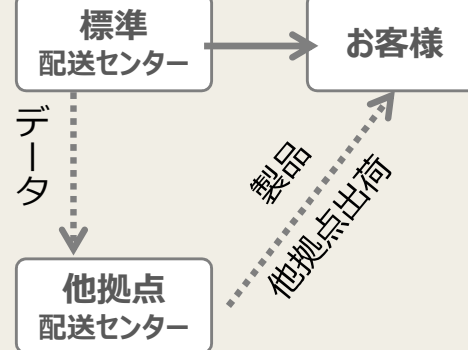 標準
配送センター
お客様
データ
製品
他拠点出荷
他拠点
配送センター